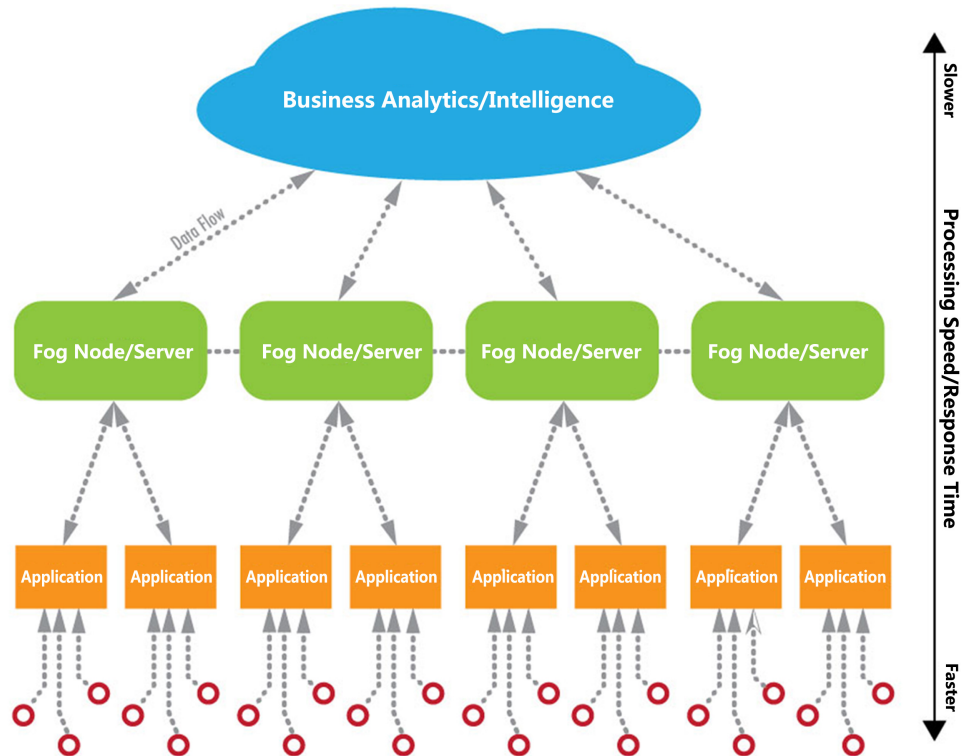 Business Analytics/Intelligence
Data Flow
Fog Node/Server
Fog Node/Server
Fog Node/Server
Fog Node/Server
Application
Application
Application
Application
Application
Application
Application
Application
Slower
Processing Speed/Response Time
Faster